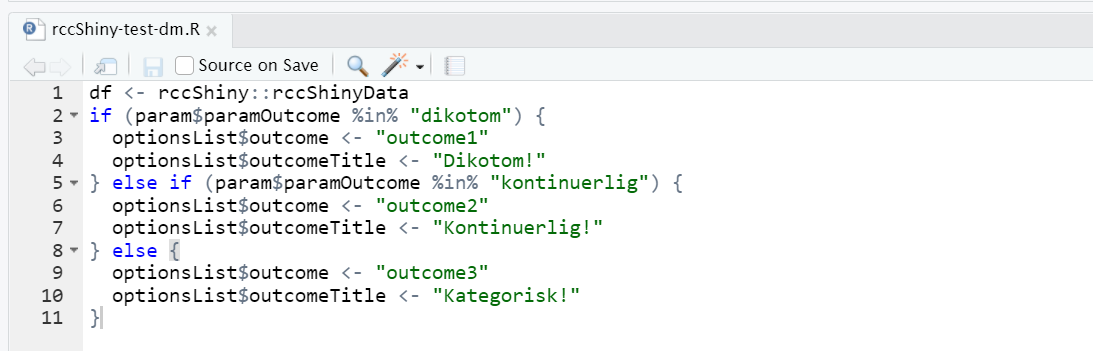 rccShiny-test-dm.R
Source on Save
1 df <- rccShiny::rccShinyData
2 if (param$paramOutcome %in% "dikotom") {
3   optionsList$outcome <- "outcome1"
4   optionsList$outcomeTitle <- "Dikotom!"
5 } else if (param$paramOutcome %in% "kontinuerlig") {
6   optionsList$outcome <- "outcome2"
7   optionsList$outcomeTitle <- "Kontinuerlig!"
8 } else {
9   optionsList$outcome <- "outcome3"
10   optionsList$outcomeTitle <- "Kategorisk!"
11 }